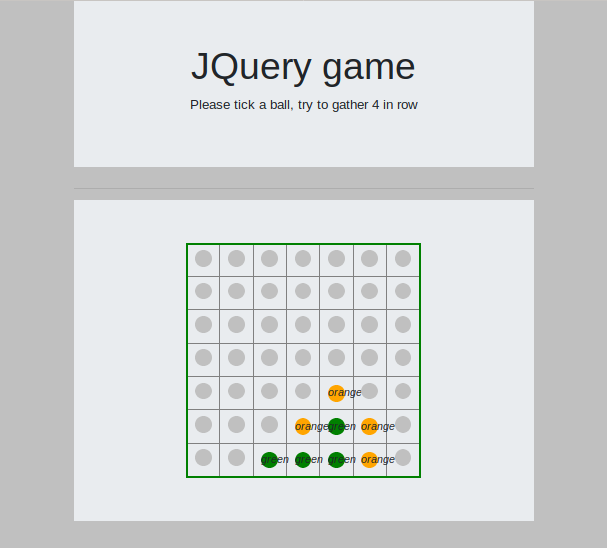 JQuery game
Please tick a ball, try to gather 4 in row
orange
orange green orange
green green green orange